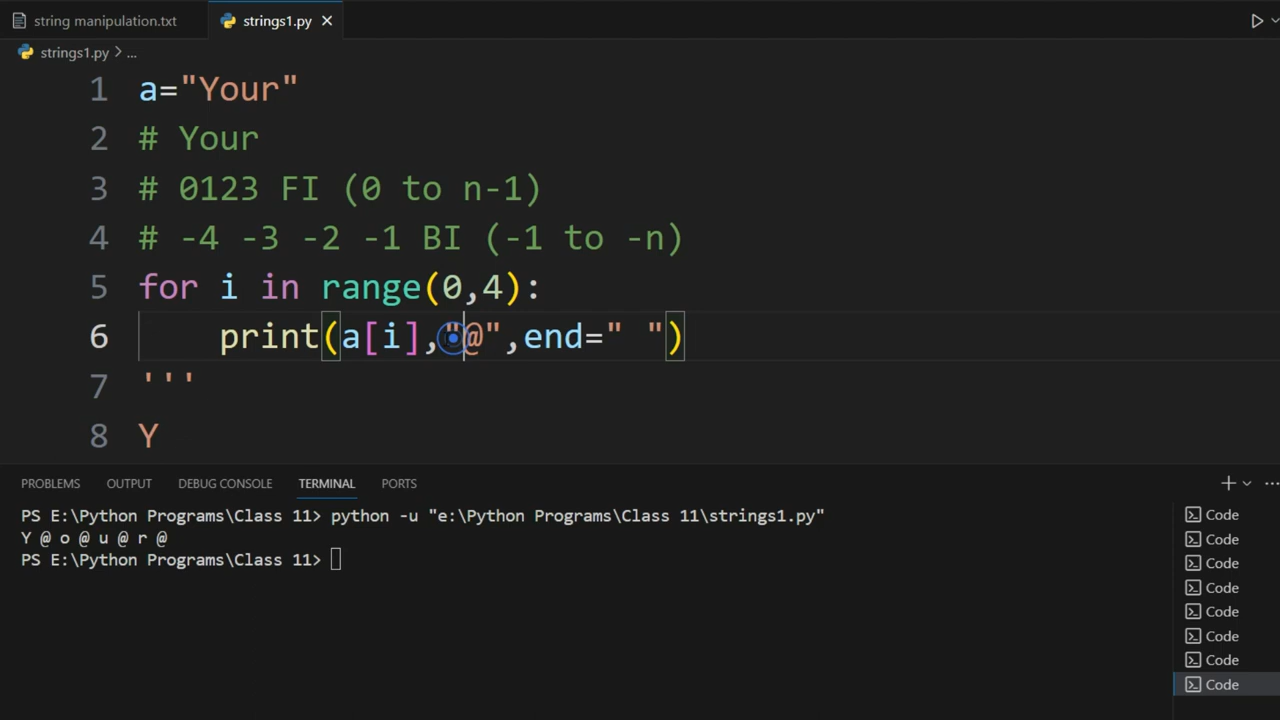 string manipulation.txt strings1.py
strings1.py > ...
1 a="Your"
2 # Your
3 # 0123 FI (0 to n-1)
4 # -4 -3 -2 -1 BI (-1 to -n)
5 for i in range(0,4):
6     print(a[i],"@",end=" ")
7 '''
8 Y
PROBLEMS OUTPUT DEBUG CONSOLE TERMINAL PORTS
PS E:\Python Programs\Class 11> python -u "e:\Python Programs\Class 11\strings1.py"
Y @ o @ u @ r @
PS E:\Python Programs\Class 11>
Code
Code
Code
Code
Code
Code
Code
Code